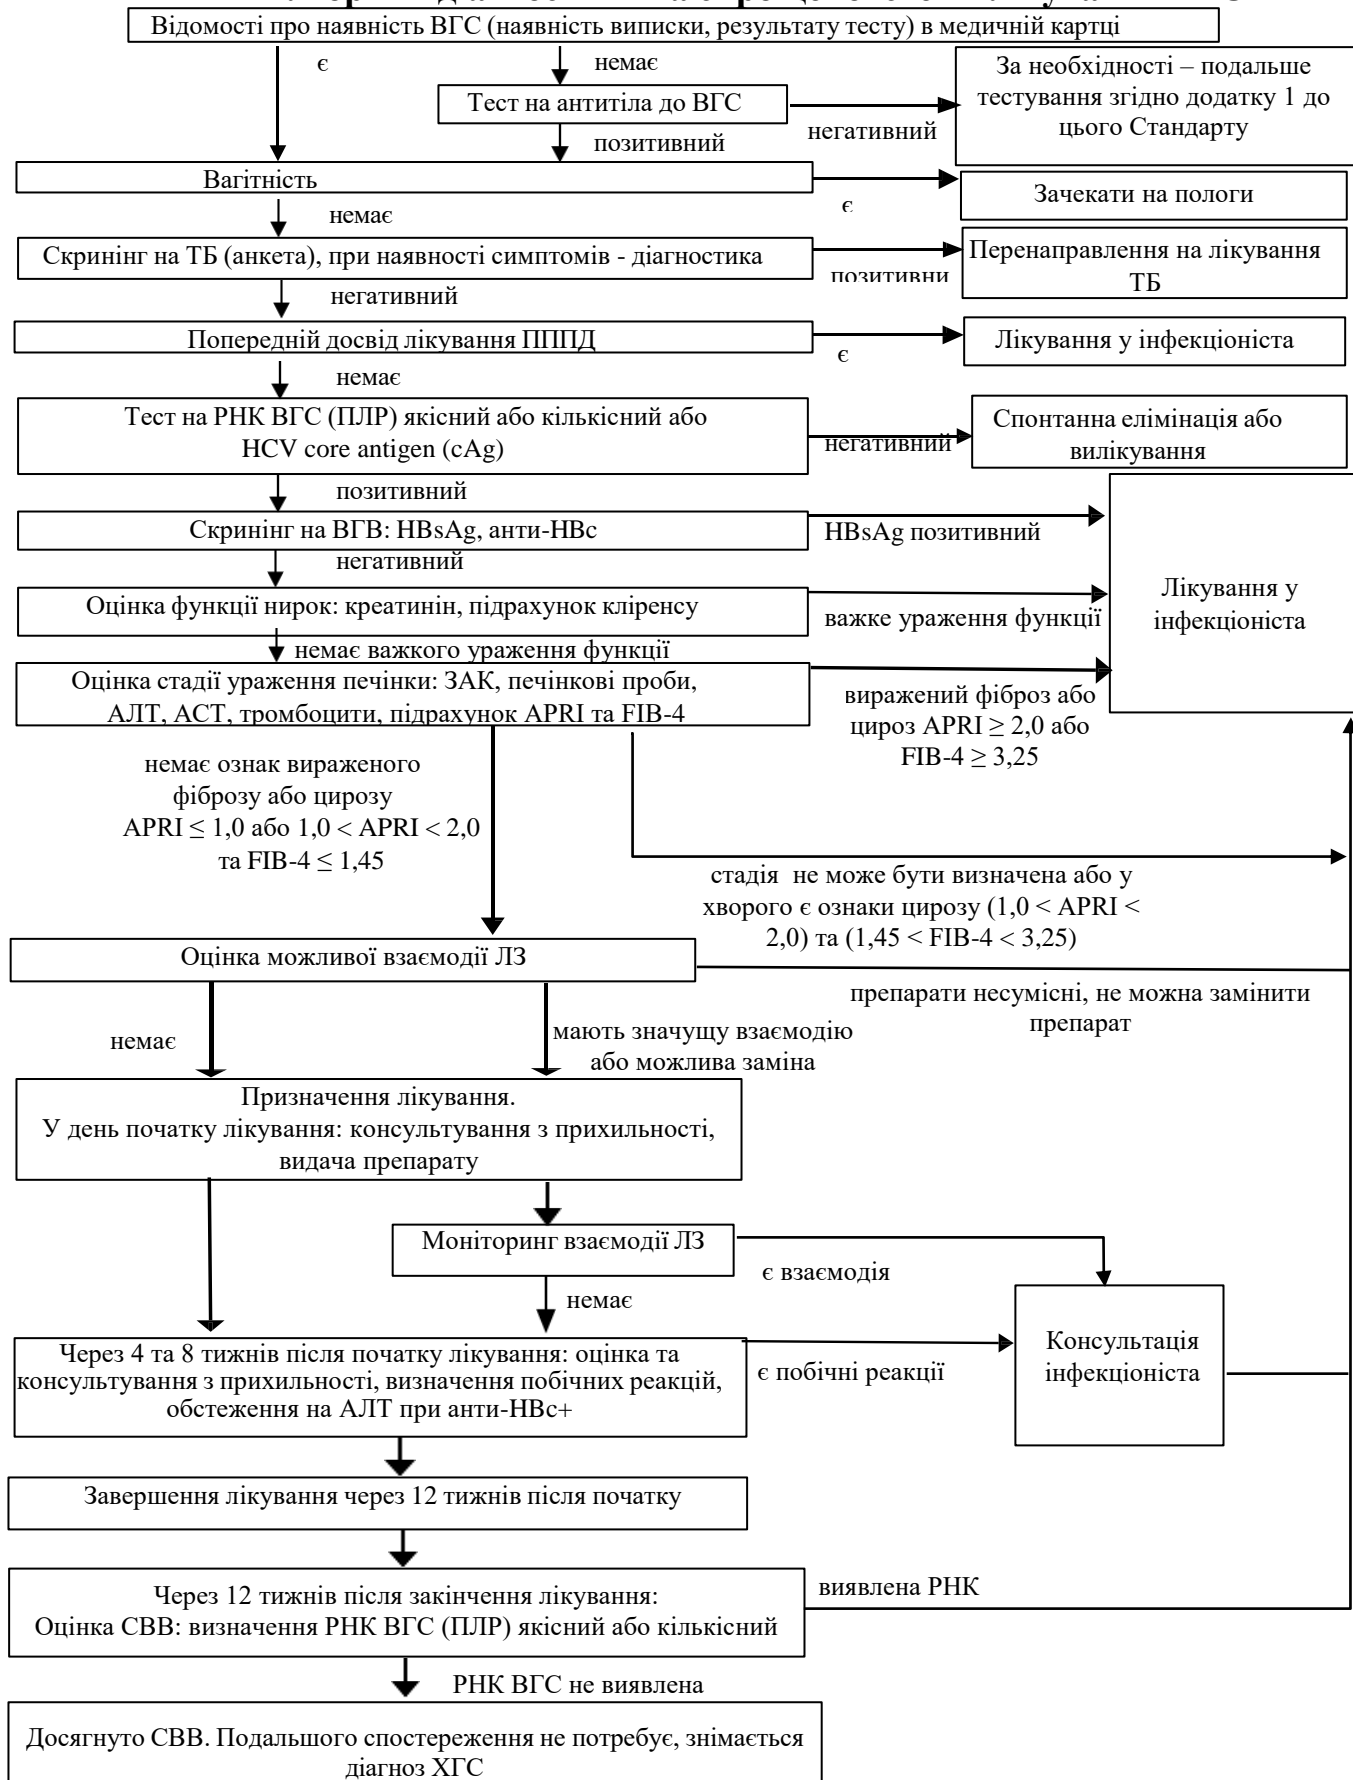 Відомості про наявність ВГС (наявність виписки, результату тесту) в медичній картці
є
немає
За необхідності – подальше
тестування згідно додатку 1 до
цього Стандарту
Тест на антитіла до ВГС
негативний
позитивний
Вагітність
є
Зачекати на пологи
немає
Скринінг на ТБ (анкета), при наявності симптомів - діагностика
позитивни
Перенаправлення на лікування
ТБ
негативний
Попередній досвід лікування ПППД
є
Лікування у інфекціоніста
немає
Тест на РНК ВГС (ПЛР) якісний або кількісний або
HCV core antigen (cAg)
негативний
Спонтанна елімінація або
вилікування
позитивний
Скринінг на ВГВ: HBsAg, анти-HBc
HBsAg позитивний
негативний
Лікування у
інфекціоніста
Оцінка функції нирок: креатинін, підрахунок кліренсу
важке ураження функції
немає важкого ураження функції
Оцінка стадії ураження печінки: ЗАК, печінкові проби,
АЛТ, АСТ, тромбоцити, підрахунок APRI та FIB-4
виражений фіброз або
цироз APRI ≥ 2,0 або
FIB-4 ≥ 3,25
немає ознак вираженого
фіброзу або цирозу
APRI ≤ 1,0 або 1,0 < APRI < 2,0
та FIB-4 ≤ 1,45
стадія не може бути визначена або у
хворого є ознаки цирозу (1,0 < APRI <
2,0) та (1,45 < FIB-4 < 3,25)
Оцінка можливої взаємодії ЛЗ
препарати несумісні, не можна замінити
препарат
немає
мають значущу взаємодію
або можлива заміна
Призначення лікування.
У день початку лікування: консультування з прихильності,
видача препарату
Моніторинг взаємодії ЛЗ
є взаємодія
немає
Через 4 та 8 тижнів після початку лікування: оцінка та
консультування з прихильності, визначення побічних реакцій,
обстеження на АЛТ при анти-HBc+
є побічні реакції
Консультація
інфекціоніста
Завершення лікування через 12 тижнів після початку
Через 12 тижнів після закінчення лікування:
Оцінка СВВ: визначення РНК ВГС (ПЛР) якісний або кількісний
виявлена РНК
РНК ВГС не виявлена
Досягнуто СВВ. Подальшого спостереження не потребує, знімається
діагноз ХГС